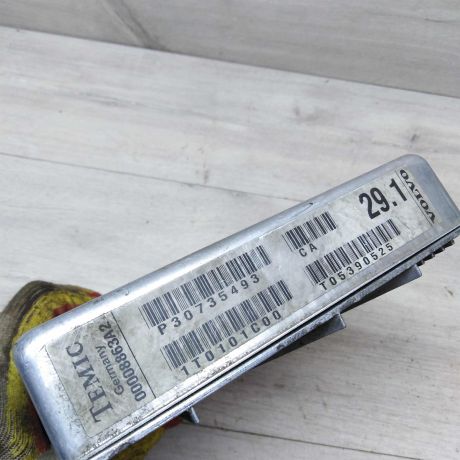 TEMIC
Germany
00008863A2
P30735493
1T0101C00
CA
T05390525
29.1
VOLVO